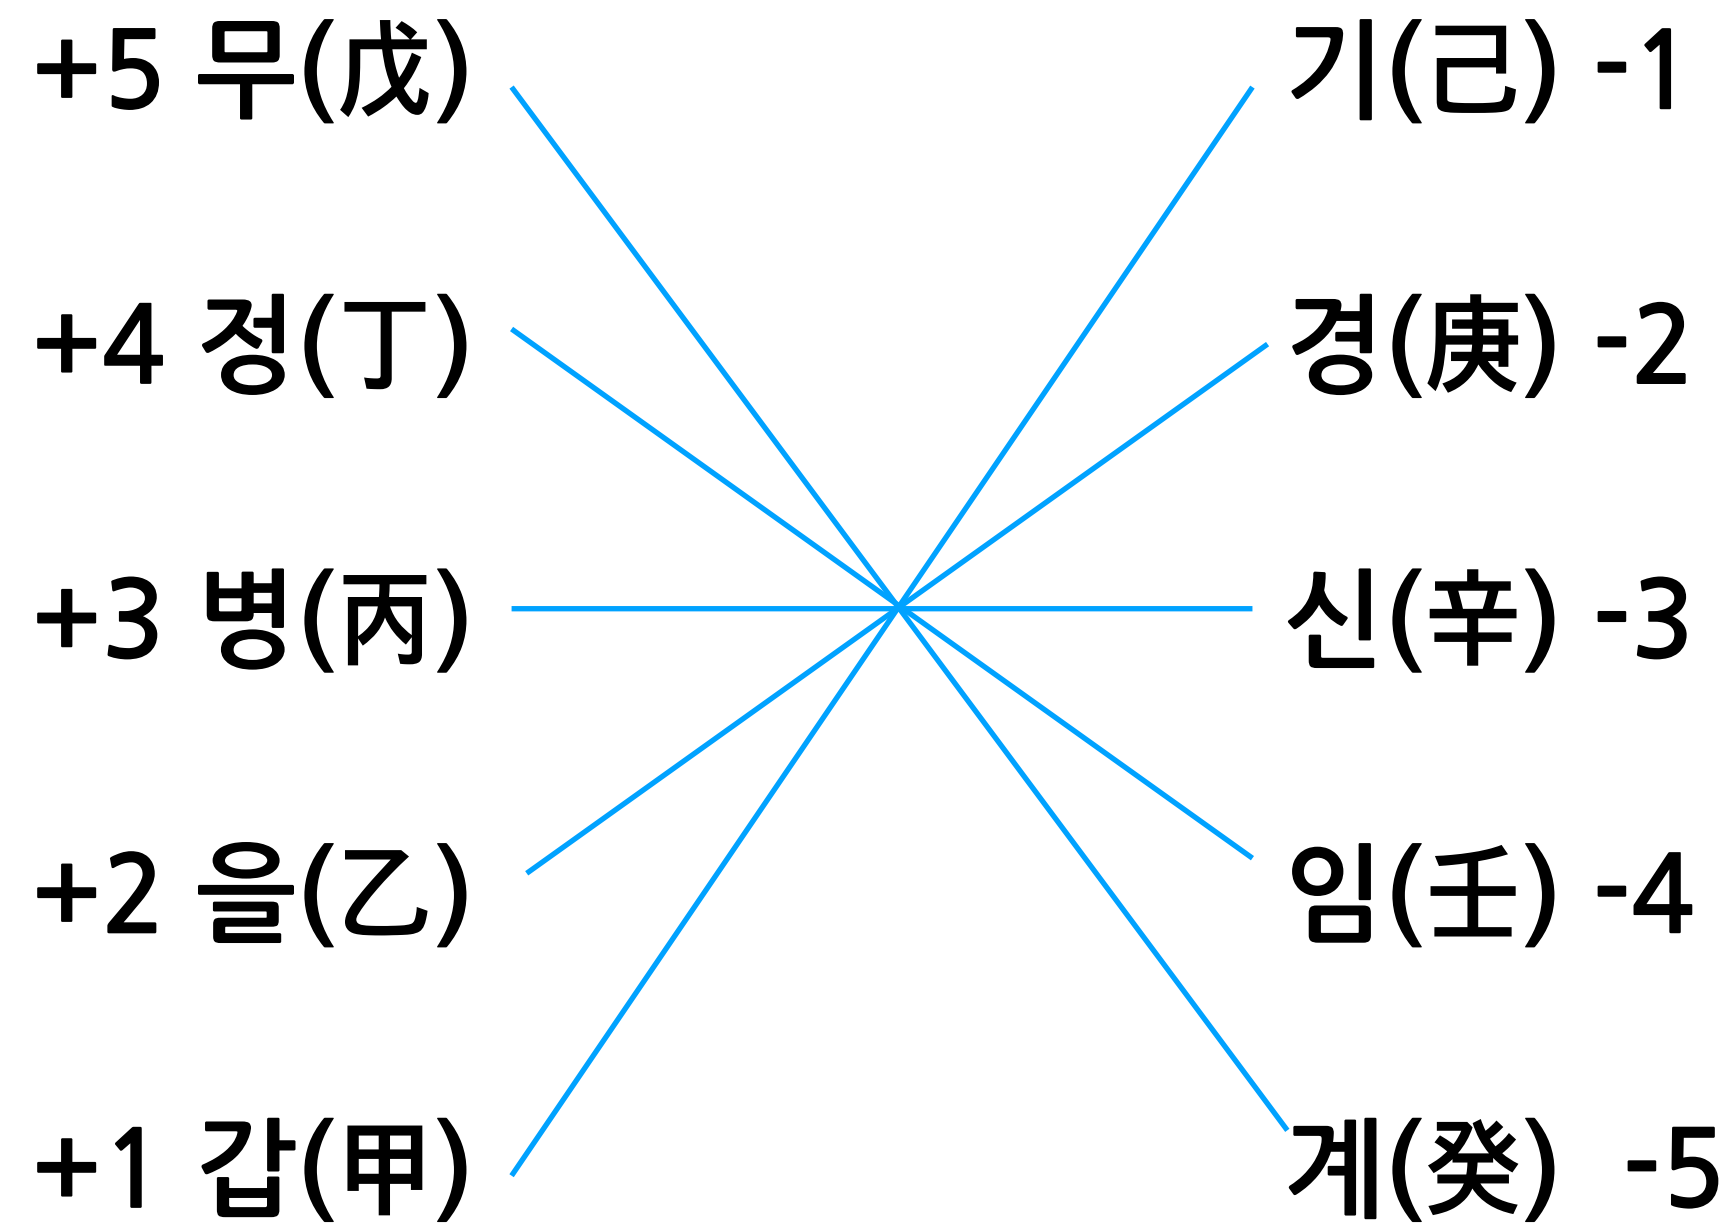 +5 무(戊)
기(己) -1
+4 정(丁)
경(庚) -2
+3 병(丙)
신(辛) -3
+2 을(乙)
임(壬) -4
+1 갑(甲)
계(癸) -5